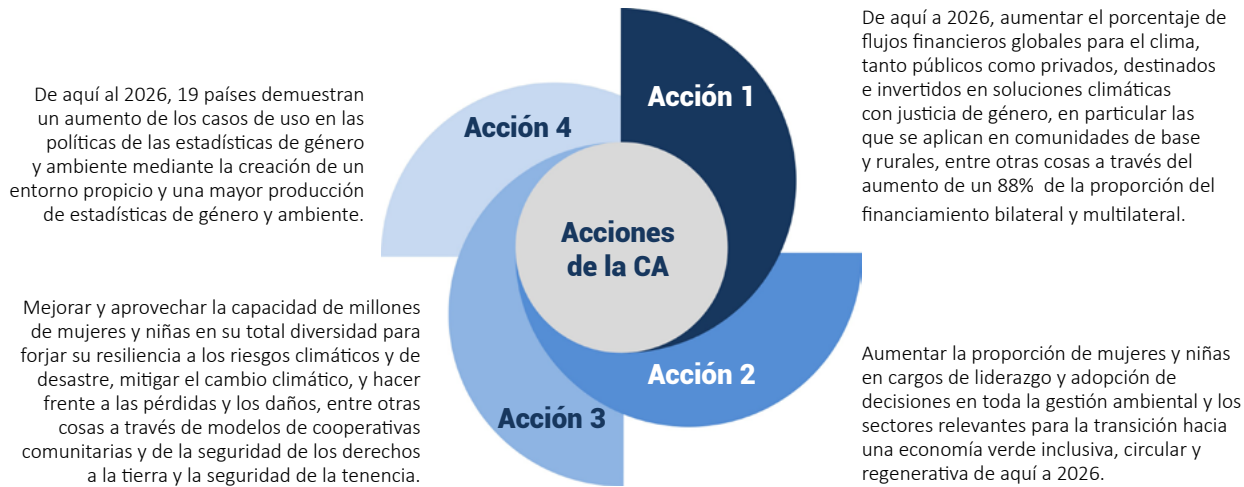 De aquí a 2026, aumentar el porcentaje de
flujos financieros globales para el clima,
tanto públicos como privados, destinados
e invertidos en soluciones climáticas
con justicia de género, en particular las
que se aplican en comunidades de base
y rurales, entre otras cosas a través del
aumento de un 88% de la proporción del
financiamiento bilateral y multilateral.
Acción 1
De aquí al 2026, 19 países demuestran
un aumento de los casos de uso en las
políticas de las estadísticas de género
y ambiente mediante la creación de un
entorno propicio y una mayor producción
de estadísticas de género y ambiente.
Acción 4
Acciones
de la CA
Mejorar y aprovechar la capacidad de millones
de mujeres y niñas en su total diversidad para
forjar su resiliencia a los riesgos climáticos y de
desastre, mitigar el cambio climático, y hacer
frente a las pérdidas y los daños, entre otras
cosas a través de modelos de cooperativas
comunitarias y de la seguridad de los derechos
a la tierra y la seguridad de la tenencia.
Acción 3
Acción 2
Aumentar la proporción de mujeres y niñas
en cargos de liderazgo y adopción de
decisiones en toda la gestión ambiental y los
sectores relevantes para la transición hacia
una economía verde inclusiva, circular y
regenerativa de aquí a 2026.